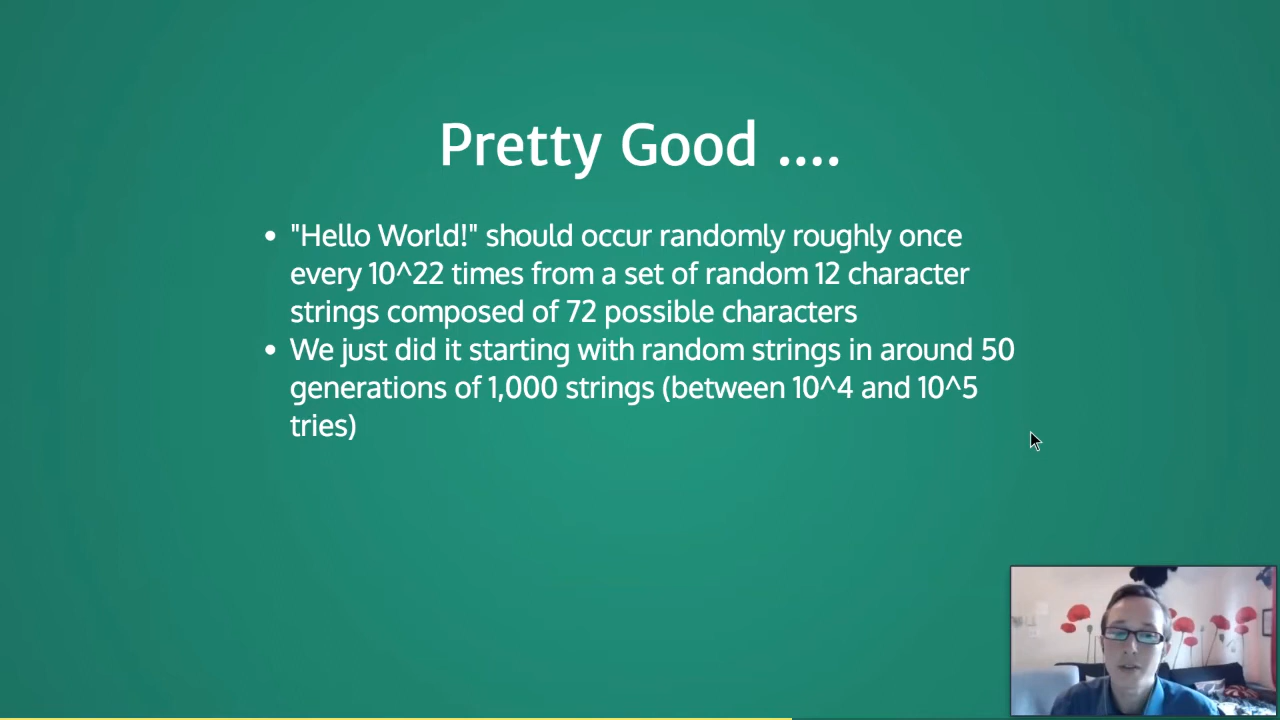 Pretty Good ....
• "Hello World!" should occur randomly roughly once
every 10^22 times from a set of random 12 character
strings composed of 72 possible characters
• We just did it starting with random strings in around 50
generations of 1,000 strings (between 10^4 and 10^5
tries)